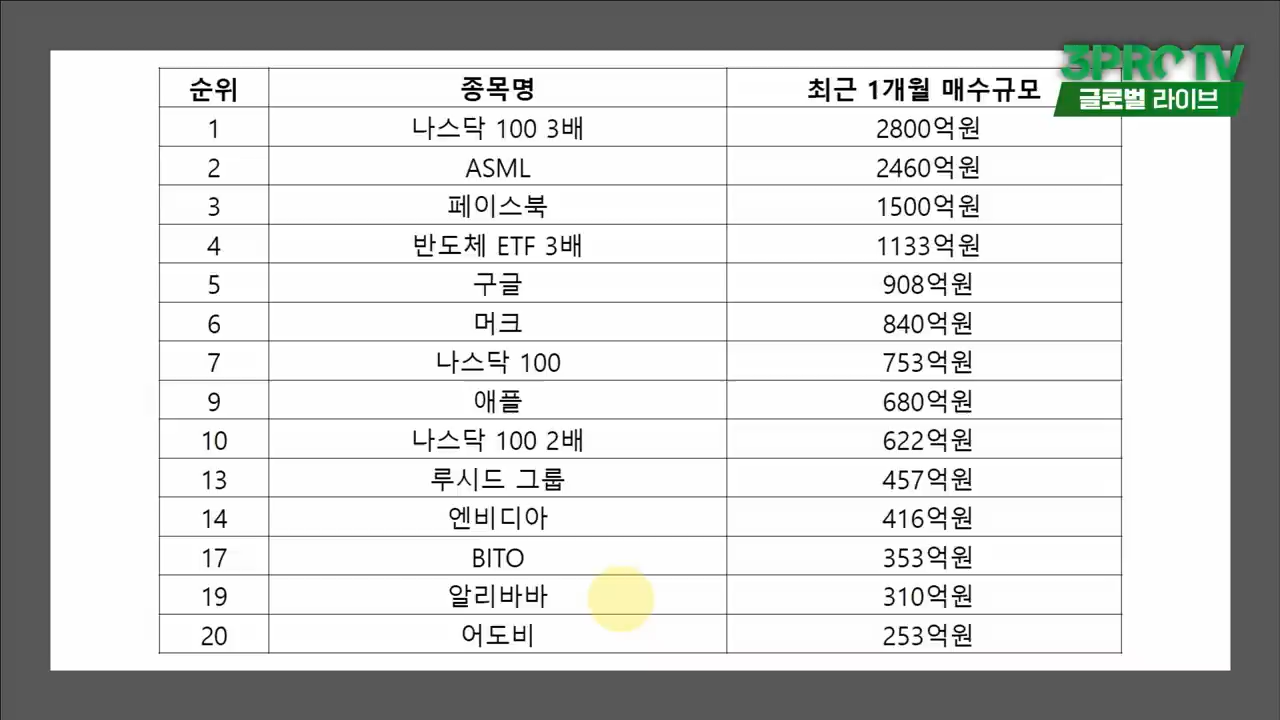 3PRO TV
글로벌 라이브
순위 종목명 최근 1개월 매수규모
1 나스닥 100 3배 2800억원
2 ASML 2460억원
3 페이스북 1500억원
4 반도체 ETF 3배 1133억원
5 구글 908억원
6 머크 840억원
7 나스닥 100 753억원
9 애플 680억원
10 나스닥 100 2배 622억원
13 루시드 그룹 457억원
14 엔비디아 416억원
17 BITO 353억원
19 알리바바 310억원
20 어도비 253억원